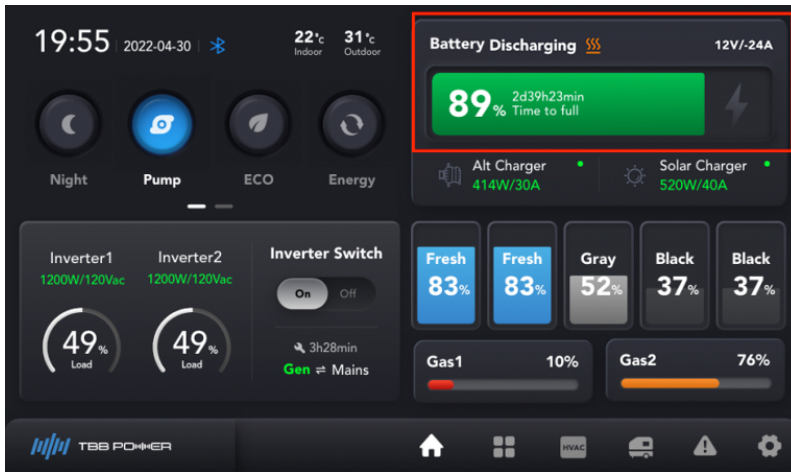 19:55 2022-04-30 22°c 31°c
Indoor Outdoor
Night Pump ECO Energy
Battery Discharging 12V/-24A
89% 2d39h23min
Time to full
Alt Charger Solar Charger
414W/30A 520W/40A
Inverter1 Inverter2 Inverter Switch
1200W/120Vac 1200W/120Vac
On Off
49% 49%
Load Load
3h28min
Gen ⇌ Mains
Fresh Fresh Gray Black Black
83% 83% 52% 37% 37%
Gas1 10% Gas2 76%
TBB POWER HVAC